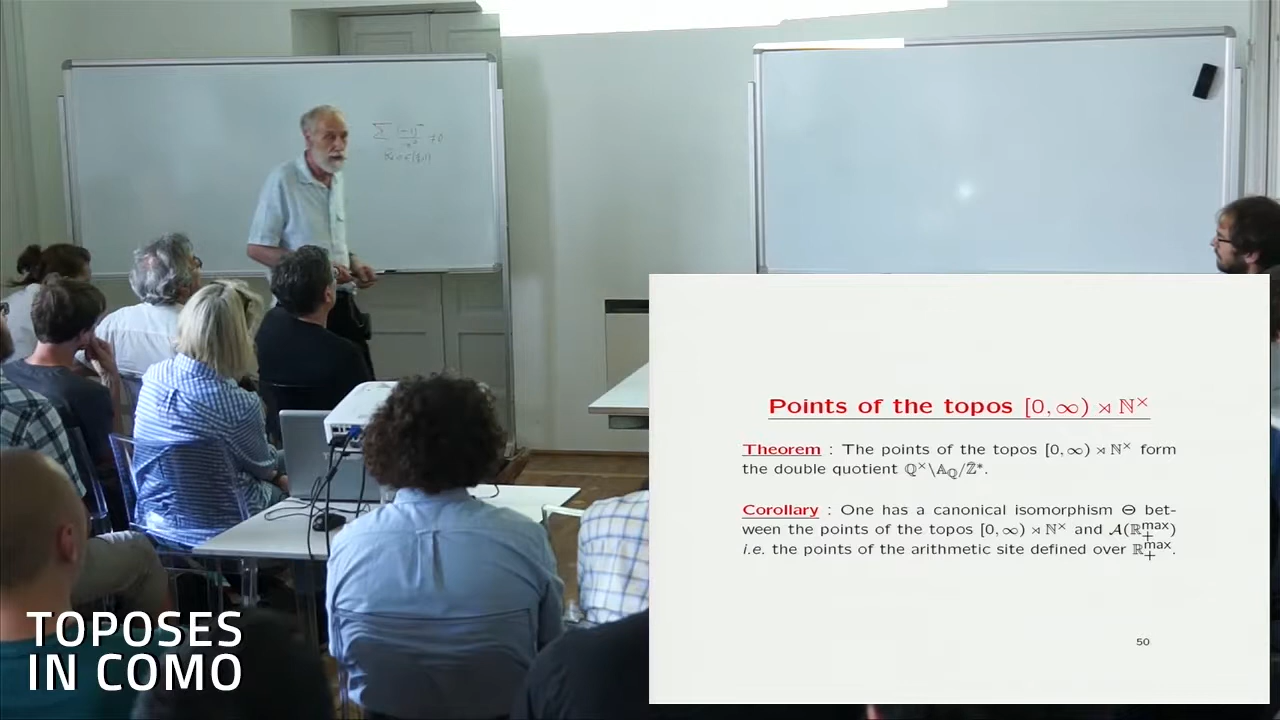 Points of the topos [0, ∞) ⋊ ℕ×
Theorem : The points of the topos [0, ∞) ⋊ ℕ× form
the double quotient ℚ×\𝔸_ℚ/ℤ̂*.
Corollary : One has a canonical isomorphism Θ bet-
ween the points of the topos [0, ∞) ⋊ ℕ× and 𝒜(ℝ₊^max)
i.e. the points of the arithmetic site defined over ℝ₊^max.
50
TOPOSES
IN COMO